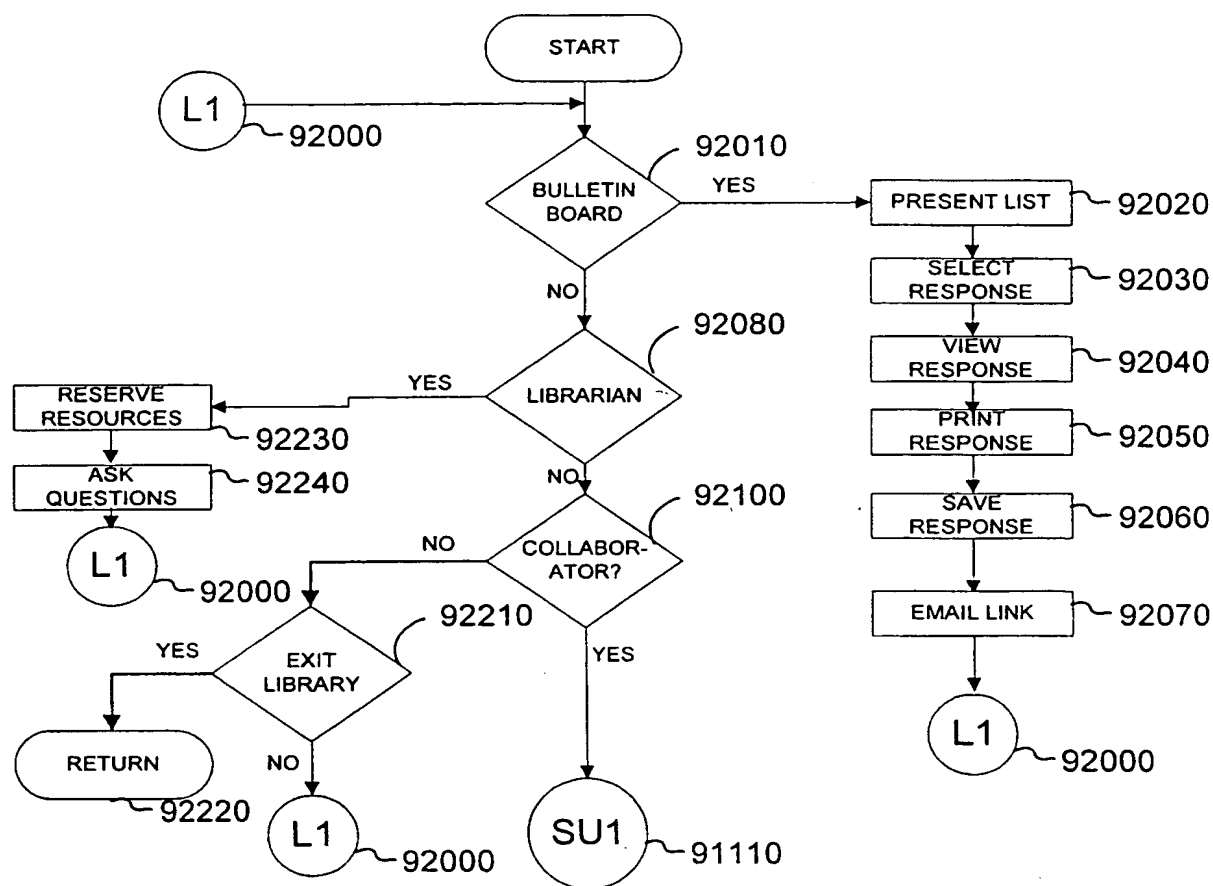 START
L1
92000
92010
BULLETIN
BOARD
YES
PRESENT LIST
92020
SELECT
RESPONSE
92030
NO
92080
VIEW
RESPONSE
92040
LIBRARIAN
YES
RESERVE
RESOURCES
92230
PRINT
RESPONSE
92050
ASK
QUESTIONS
92240
NO
92100
SAVE
RESPONSE
92060
L1
92000
NO
COLLABOR-
ATOR?
92210
EMAIL LINK
92070
YES
EXIT
LIBRARY
YES
RETURN
92220
NO
L1
92000
SU1
91110
L1
92000